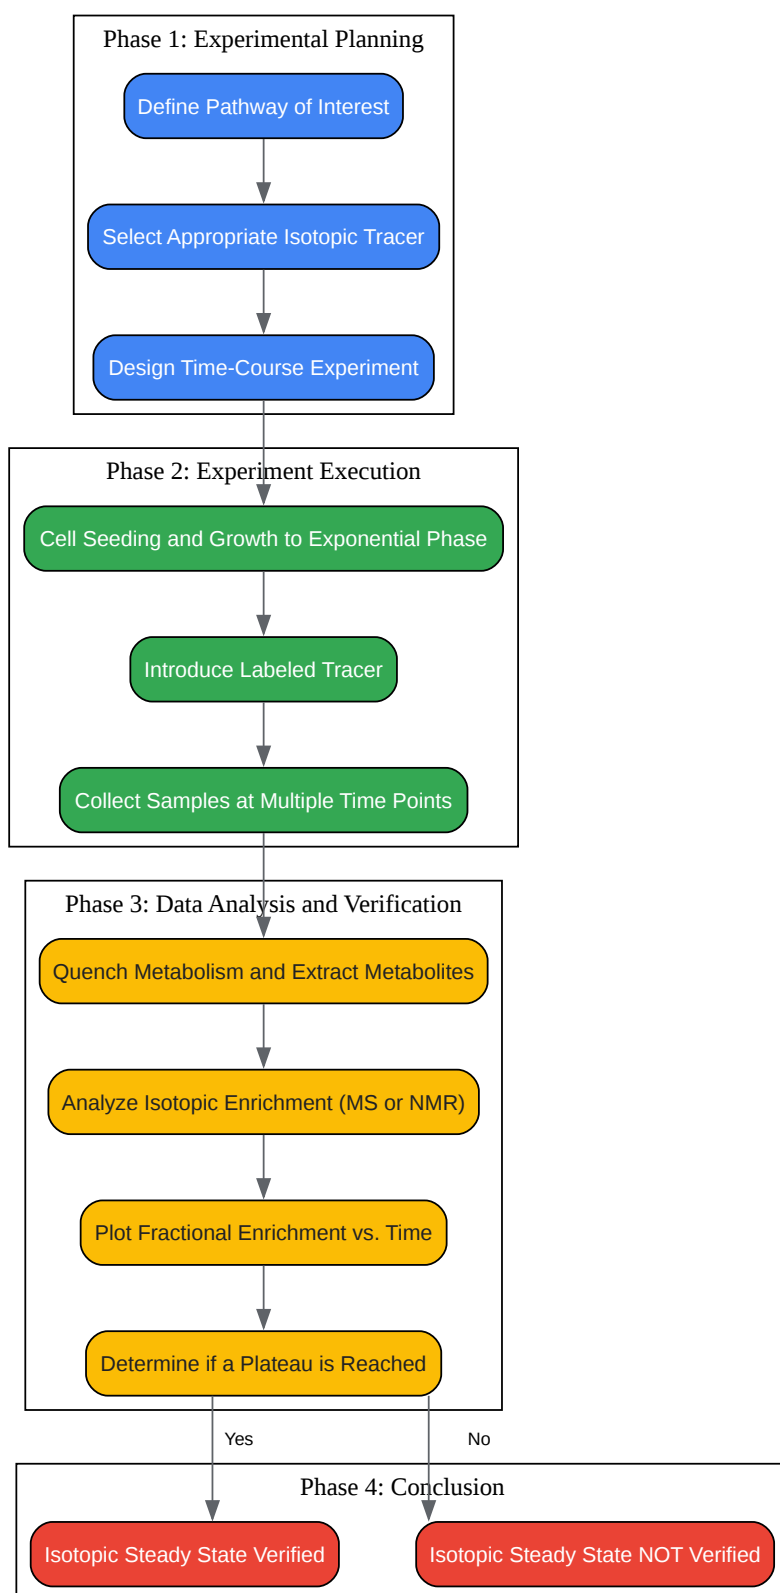 Phase 1: Experimental Planning
Define Pathway of Interest
Select Appropriate Isotopic Tracer
Design Time-Course Experiment
Phase 2: Experiment Execution
Cell Seeding and Growth to Exponential Phase
Introduce Labeled Tracer
Collect Samples at Multiple Time Points
Phase 3: Data Analysis and Verification
Quench Metabolism and Extract Metabolites
Analyze Isotopic Enrichment (MS or NMR)
Plot Fractional Enrichment vs. Time
Determine if a Plateau is Reached
Yes
No
Phase 4: Conclusion
Isotopic Steady State Verified
Isotopic Steady State NOT Verified